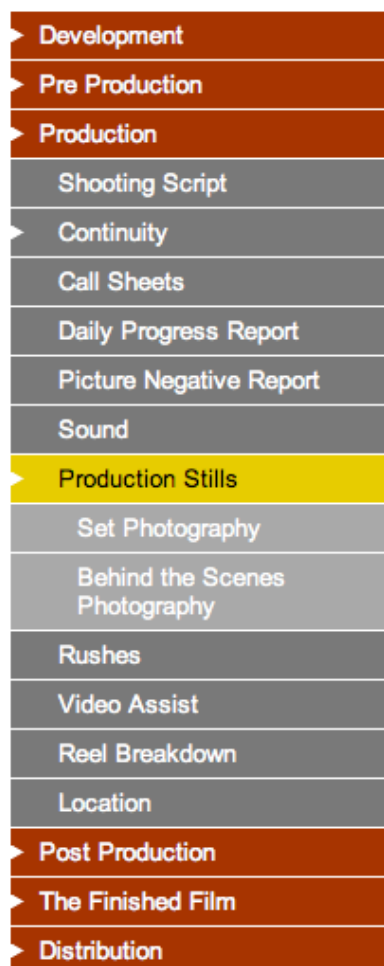 Development
Pre Production
Production
Shooting Script
Continuity
Call Sheets
Daily Progress Report
Picture Negative Report
Sound
Production Stills
Set Photography
Behind the Scenes
Photography
Rushes
Video Assist
Reel Breakdown
Location
Post Production
The Finished Film
Distribution